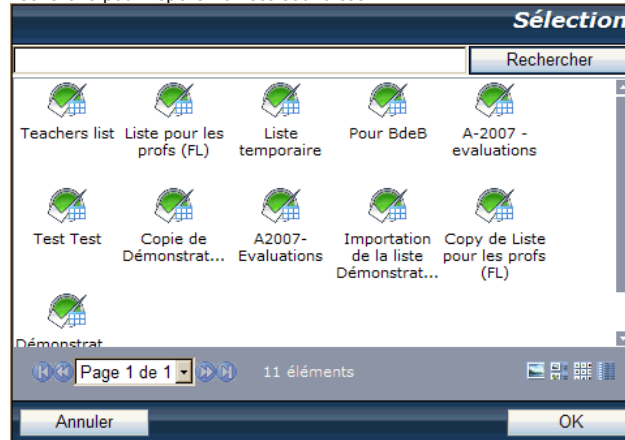 Sélection
Rechercher
Teachers list
Liste pour les
profs (FL)
Liste
temporaire
Pour BdeB
A-2007 -
evaluations
Test Test
Copie de
Démonstrat...
A2007-
Evaluations
Importation
de la liste
Démonstrat...
Copy de Liste
pour les profs
(FL)
Démonstrat
Page 1 de 1
11 éléments
Annuler
OK